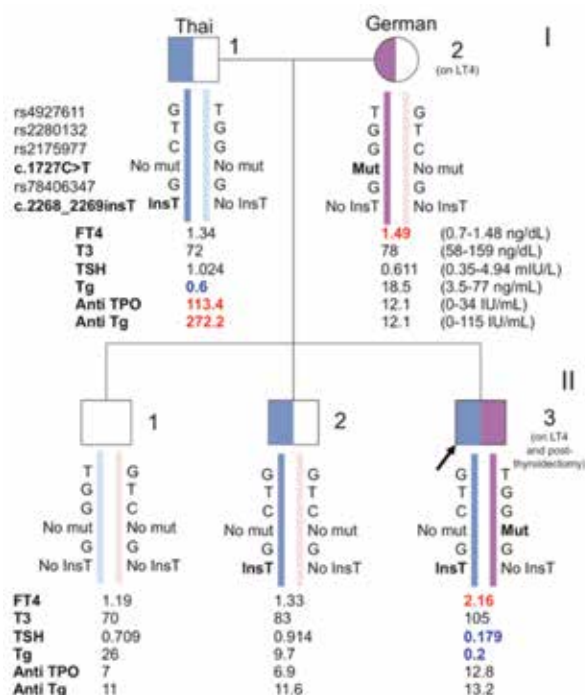 Thai German I
1 2
(on LT4)
rs4927611 G T T G
rs2280132 T G G T
rs2175977 C G G C
c.1727C>T No mut No mut Mut No mut
rs78406347 G G G G
c.2268_2269insT InsT No InsT No InsT No InsT
FT4 1.34 1.49 (0.7-1.48 ng/dL)
T3 72 78 (58-159 ng/dL)
TSH 1.024 0.611 (0.35-4.94 mIU/L)
Tg 0.6 18.5 (3.5-77 ng/mL)
Anti TPO 113.4 12.1 (0-34 IU/mL)
Anti Tg 272.2 12.1 (0-115 IU/mL)
II
1 2 3
(on LT4
and post-
thyroidectomy)
T G G G G T
G T T T T G
G C C C C G
No mut No mut No mut No mut No mut Mut
G G G G G G
No InsT No InsT InsT No InsT InsT No InsT
FT4 1.19 1.33 2.16
T3 70 83 105
TSH 0.709 0.914 0.179
Tg 26 9.7 0.2
Anti TPO 7 6.9 12.8
Anti Tg 11 11.6 13.2